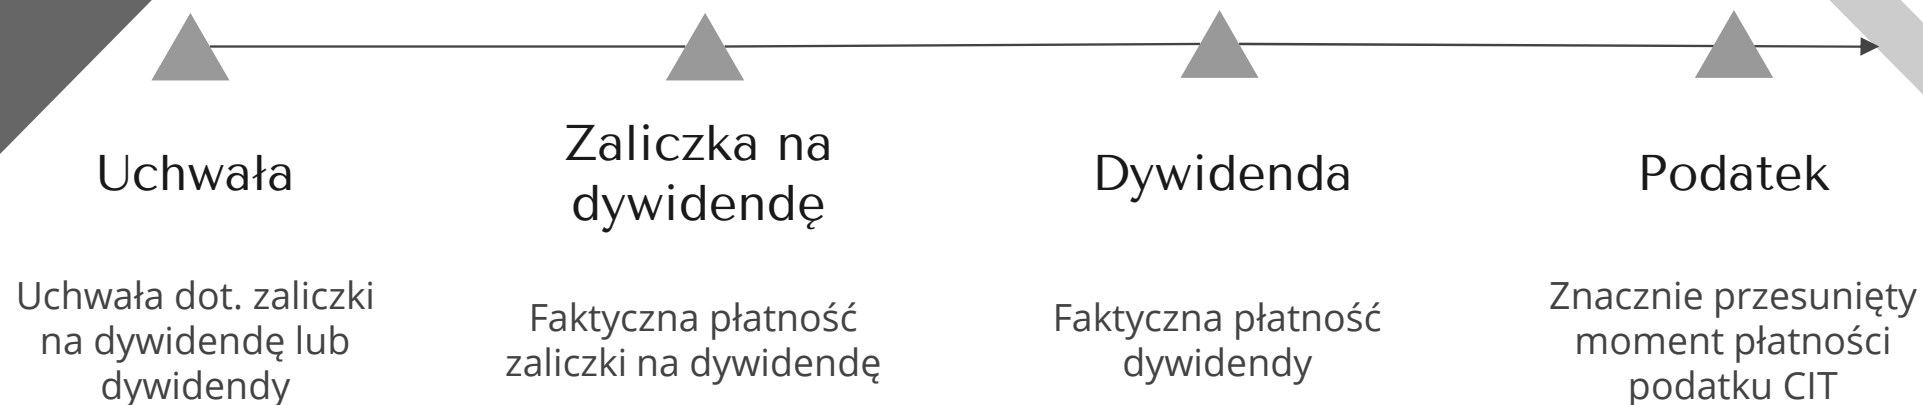 Uchwała
Zaliczka na
dywidendę
Dywidenda
Podatek
Uchwała dot. zaliczki
na dywidendę lub
dywidendy
Faktyczna płatność
zaliczki na dywidendę
Faktyczna płatność
dywidendy
Znacznie przesunięty
moment płatności
podatku CIT